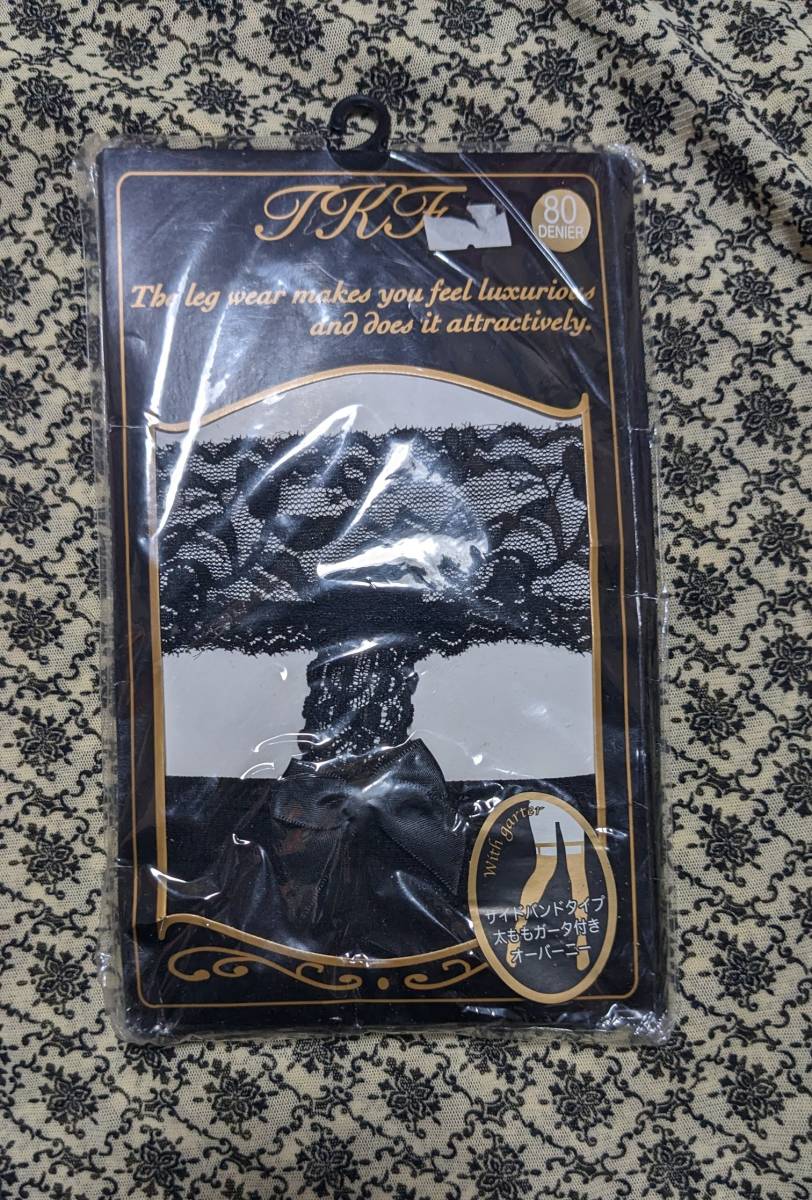 TKF
80
DENIER
The leg wear makes you feel luxurious
and does it attractively.
With garter
サイドバンドタイプ
太ももガータ付き
オーバーニー